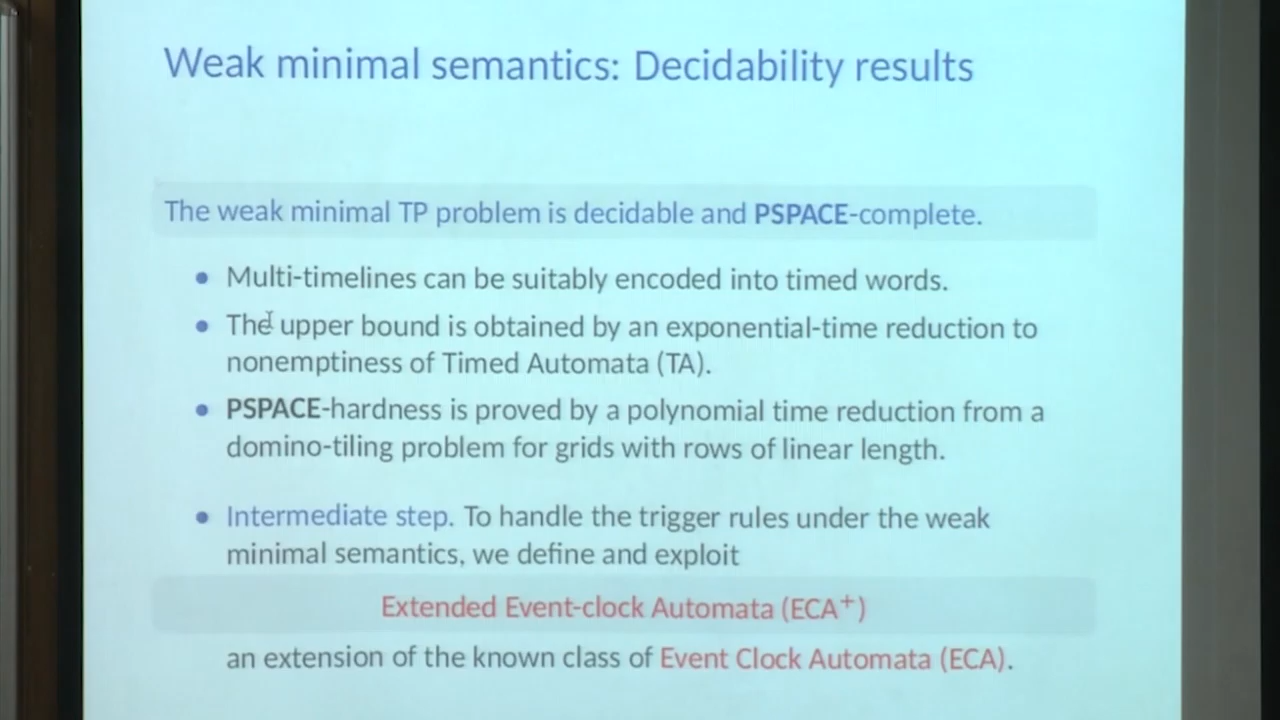 Weak minimal semantics: Decidability results
The weak minimal TP problem is decidable and PSPACE-complete.
• Multi-timelines can be suitably encoded into timed words.
• The upper bound is obtained by an exponential-time reduction to
nonemptiness of Timed Automata (TA).
• PSPACE-hardness is proved by a polynomial time reduction from a
domino-tiling problem for grids with rows of linear length.
• Intermediate step. To handle the trigger rules under the weak
minimal semantics, we define and exploit
Extended Event-clock Automata (ECA⁺)
an extension of the known class of Event Clock Automata (ECA).